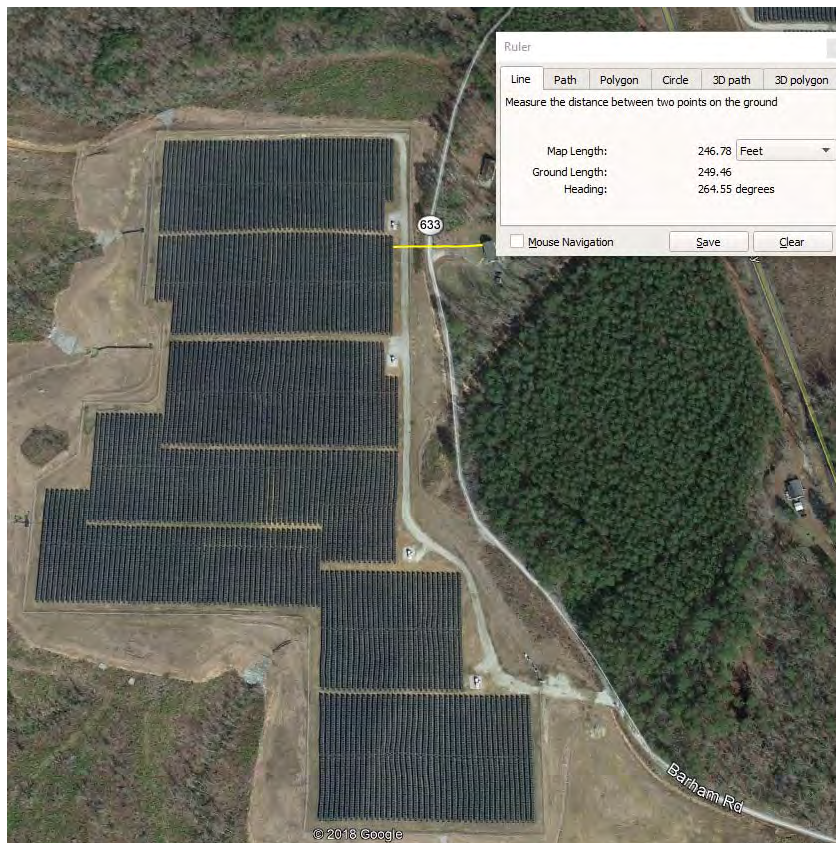 Ruler
Line Path Polygon Circle 3D path 3D polygon
Measure the distance between two points on the ground
Map Length: 246.78 Feet
Ground Length: 249.46
Heading: 264.55 degrees
Mouse Navigation Save Clear
633
Barham Rd
© 2018 Google